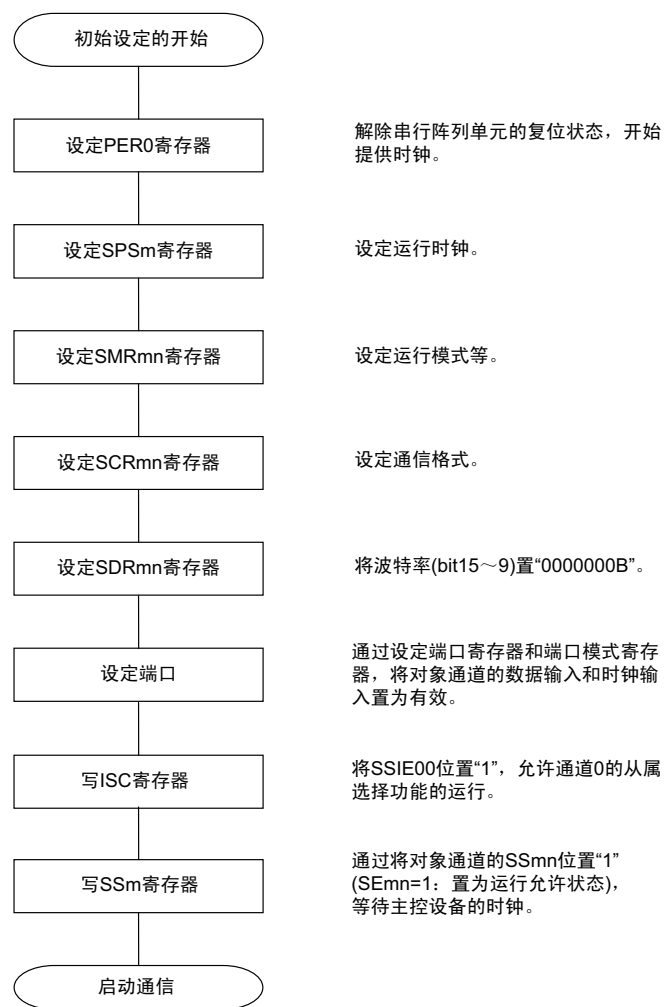 初始设定的开始
设定PER0寄存器
解除串行阵列单元的复位状态，开始
提供时钟。
设定SPSm寄存器
设定运行时钟。
设定SMRmn寄存器
设定运行模式等。
设定SCRmn寄存器
设定通信格式。
设定SDRmn寄存器
将波特率(bit15～9)置“0000000B”。
设定端口
通过设定端口寄存器和端口模式寄存
器，将对象通道的数据输入和时钟输
入置为有效。
写ISC寄存器
将SSIE00位置“1”，允许通道0的从属
选择功能的运行。
写SSm寄存器
通过将对象通道的SSmn位置“1”
(SEmn=1：置为运行允许状态)，
等待主控设备的时钟。
启动通信